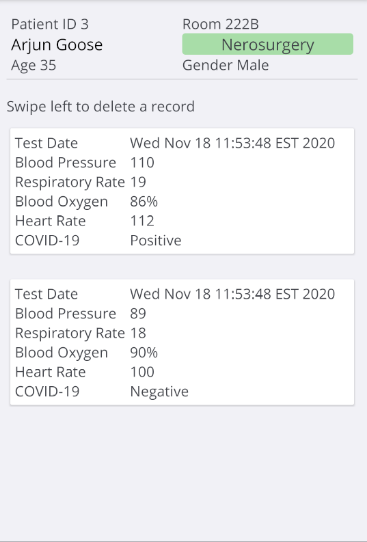 Patient ID 3 Room 222B
Arjun Goose Nerosurgery
Age 35 Gender Male
Swipe left to delete a record
Test Date Wed Nov 18 11:53:48 EST 2020
Blood Pressure 110
Respiratory Rate 19
Blood Oxygen 86%
Heart Rate 112
COVID-19 Positive
Test Date Wed Nov 18 11:53:48 EST 2020
Blood Pressure 89
Respiratory Rate 18
Blood Oxygen 90%
Heart Rate 100
COVID-19 Negative